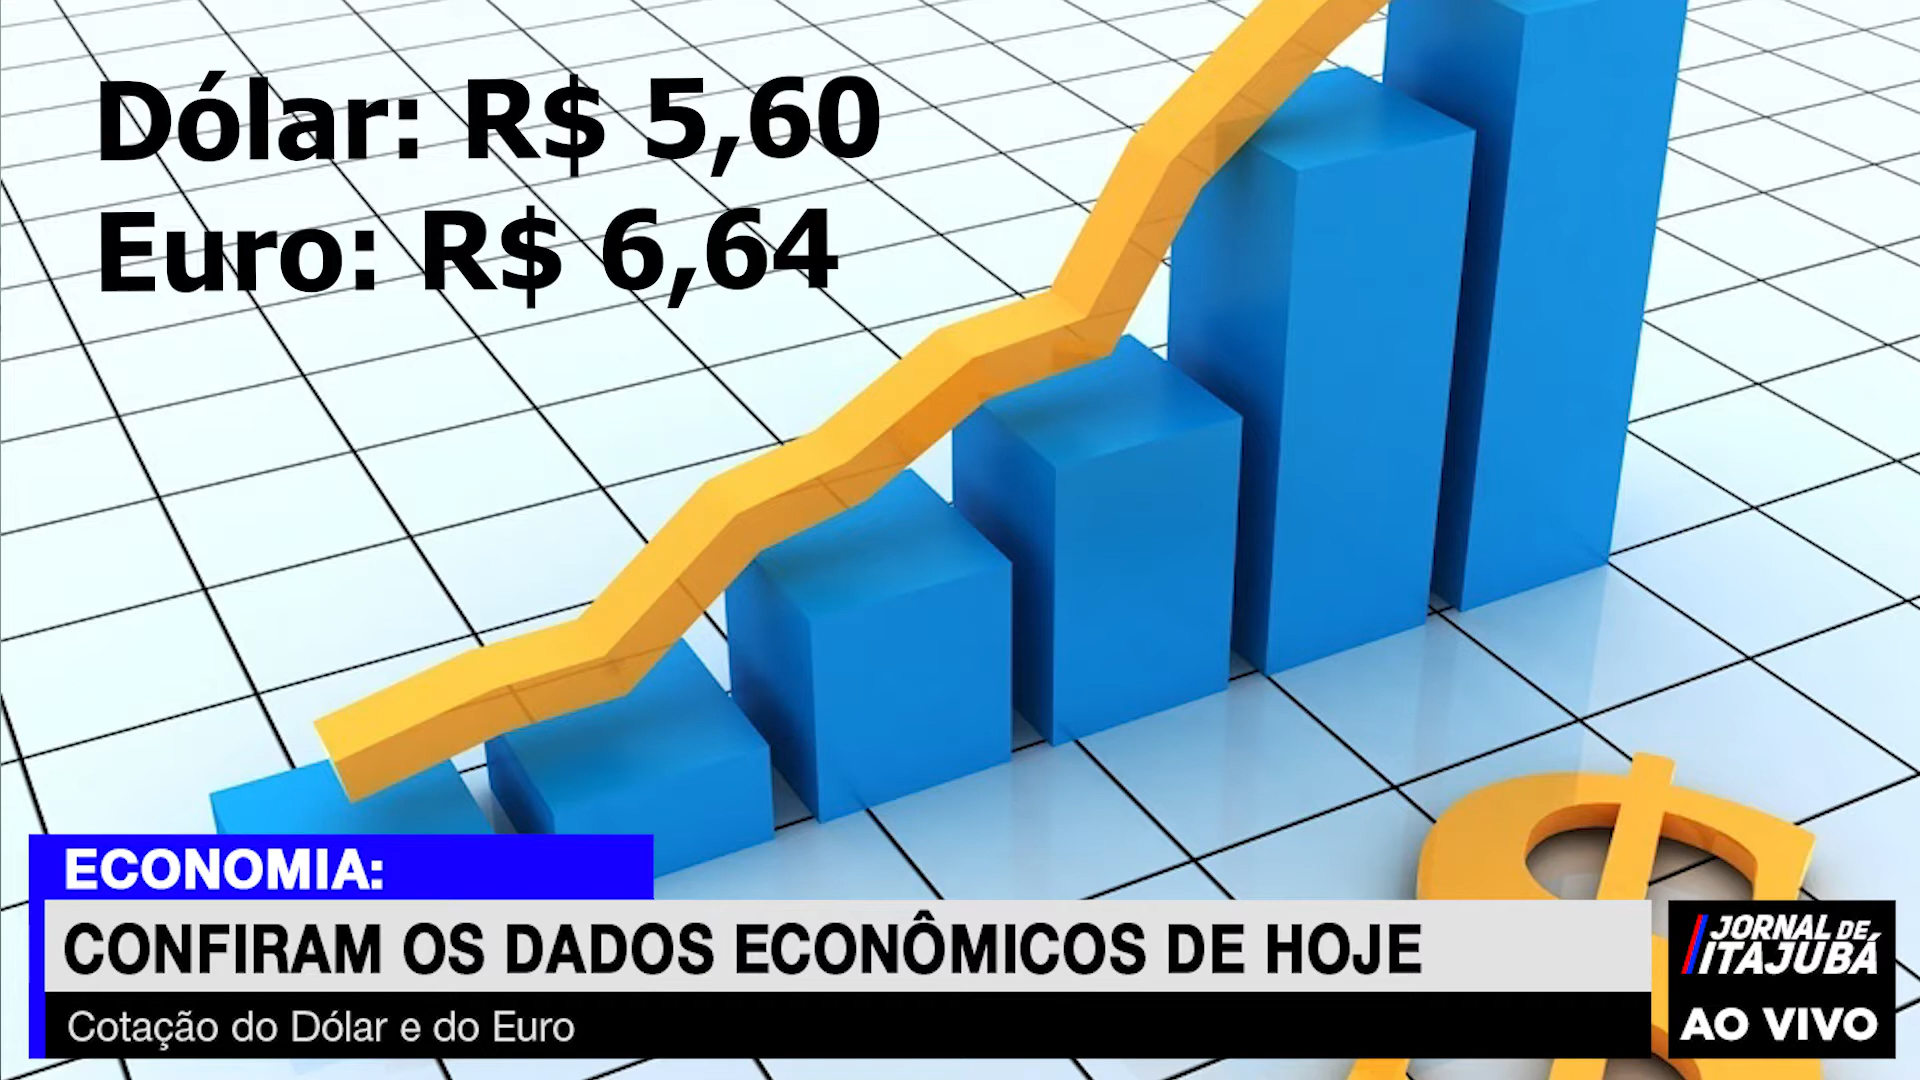 Dólar: R$ 5,60
Euro: R$ 6,64
ECONOMIA:
CONFIRAM OS DADOS ECONÔMICOS DE HOJE
Cotação do Dólar e do Euro
JORNAL DE
ITAJUBÁ
AO VIVO